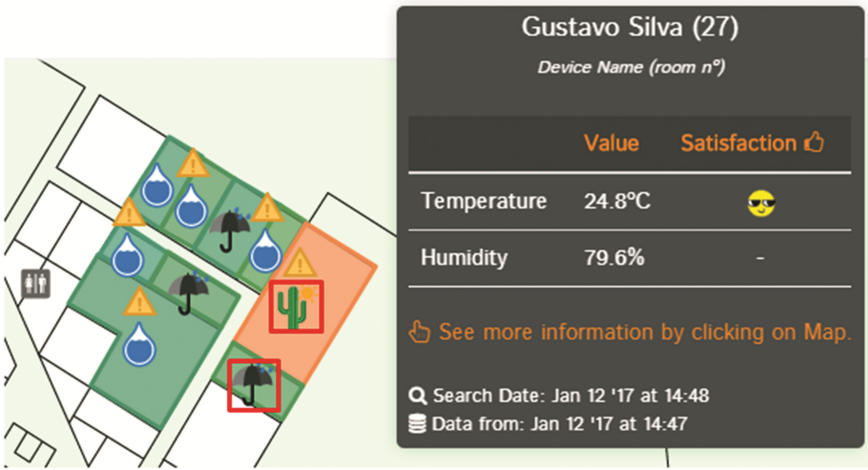 Gustavo Silva (27)
Device Name (room nº)
Value Satisfaction
Temperature 24.8ºC
Humidity 79.6% -
See more information by clicking on Map.
Search Date: Jan 12 '17 at 14:48
Data from: Jan 12 '17 at 14:47